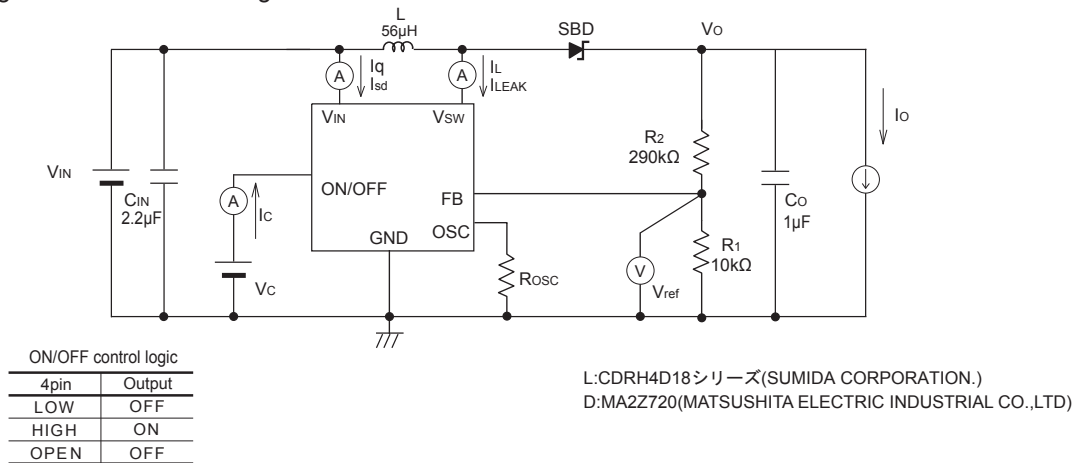 L
56μH
SBD
VO
A
Iq
Isd
A
IL
ILEAK
IO
VIN
VSW
R2
290kΩ
VIN
CIN
2.2μF
ON/OFF
FB
A
IC
CO
1μF
GND
OSC
R1
10kΩ
VC
ROSC
V
Vref
ON/OFF control logic
4pin Output
LOW OFF
HIGH ON
OPEN OFF
L:CDRH4D18シリーズ(SUMIDA CORPORATION.)
D:MA2Z720(MATSUSHITA ELECTRIC INDUSTRIAL CO.,LTD)